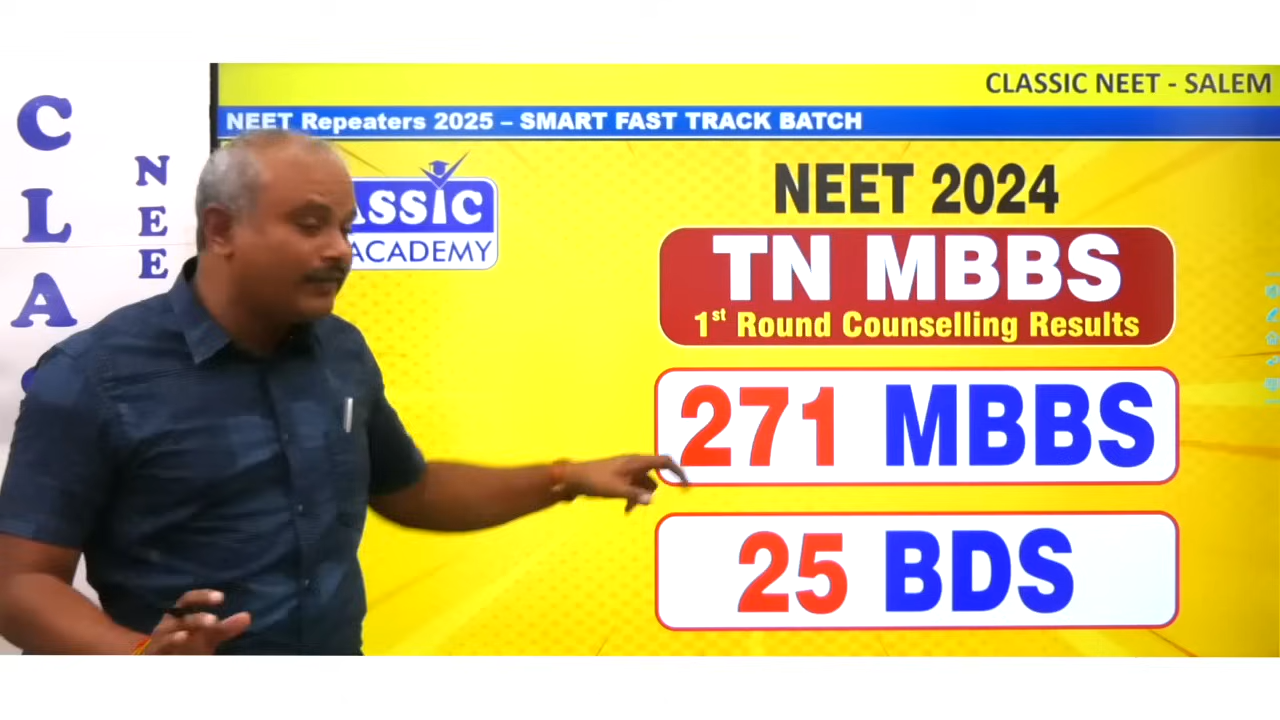 CLASSIC NEET - SALEM
NEET Repeaters 2025 – SMART FAST TRACK BATCH
C
L
A
N
E
E
ASSIC
ACADEMY
NEET 2024
TN MBBS
1st Round Counselling Results
271 MBBS
25 BDS